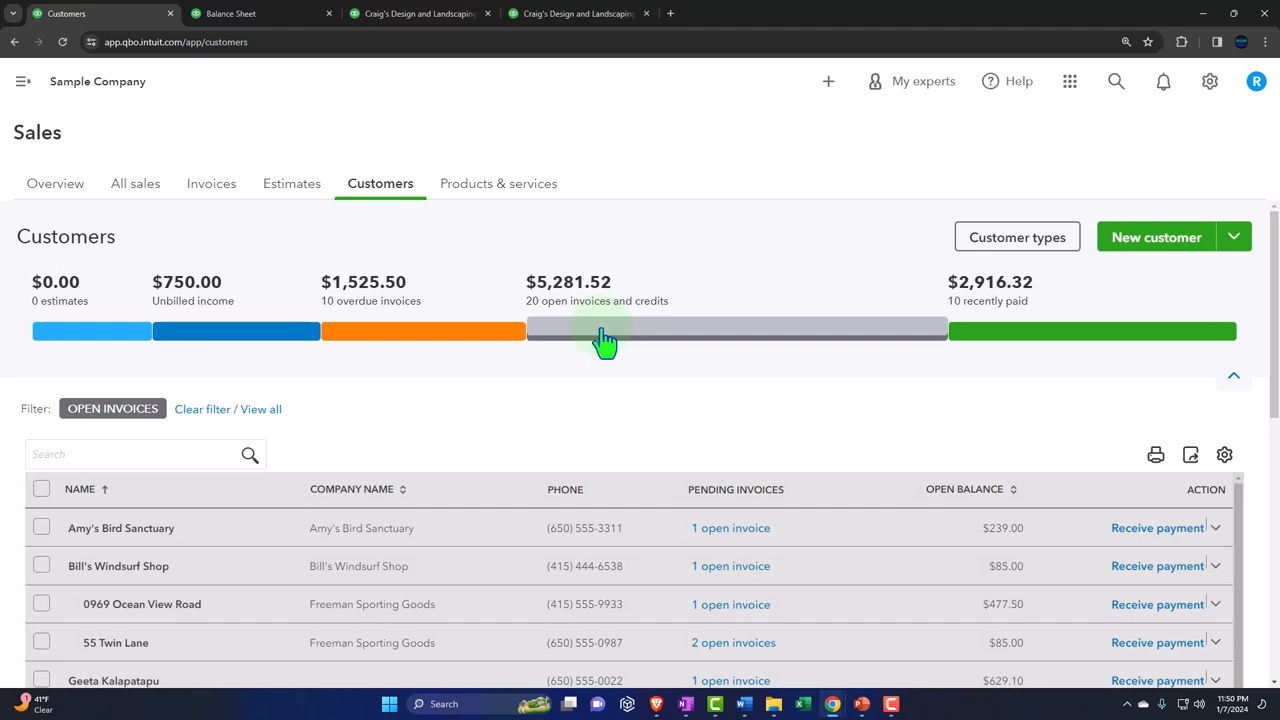 Customers
Balance Sheet
Craig's Design and Landscaping
Craig's Design and Landscaping
app.qbo.intuit.com/app/customers
Sample Company
My experts
Help
R
Sales
Overview
All sales
Invoices
Estimates
Customers
Products & services
Customers
Customer types
New customer
$0.00
0 estimates
$750.00
Unbilled income
$1,525.50
10 overdue invoices
$5,281.52
20 open invoices and credits
$2,916.32
10 recently paid
Filter: OPEN INVOICES Clear filter / View all
Search
NAME COMPANY NAME PHONE PENDING INVOICES OPEN BALANCE ACTION
Amy's Bird Sanctuary Amy's Bird Sanctuary (650) 555-3311 1 open invoice $239.00 Receive payment
Bill's Windsurf Shop Bill's Windsurf Shop (415) 444-6538 1 open invoice $85.00 Receive payment
0969 Ocean View Road Freeman Sporting Goods (415) 555-9933 1 open invoice $477.50 Receive payment
55 Twin Lane Freeman Sporting Goods (650) 555-0987 2 open invoices $85.00 Receive payment
Geeta Kalapatapu (650) 555-0022 1 open invoice $629.10 Receive payment
1
41°F
Clear
Search
11:50 PM
1/7/2024